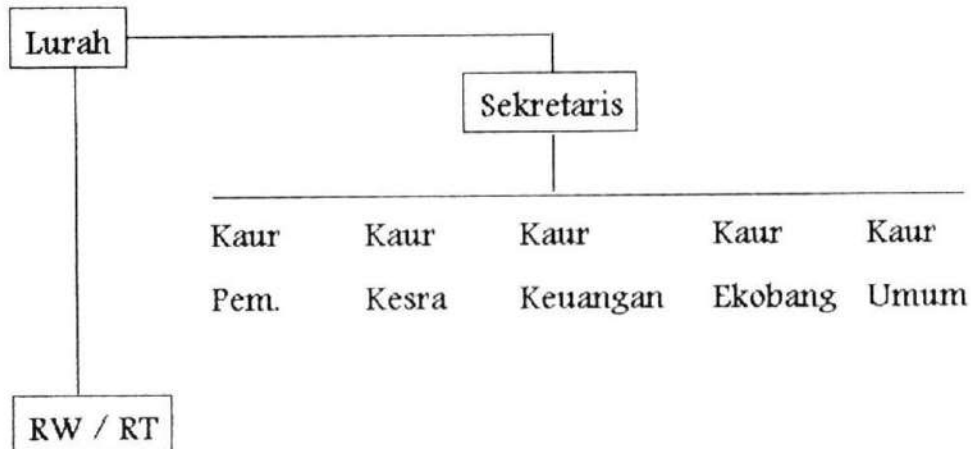 Lurah
Sekretaris
Kaur Kaur Kaur Kaur Kaur
Pem. Kesra Keuangan Ekobang Umum
RW / RT